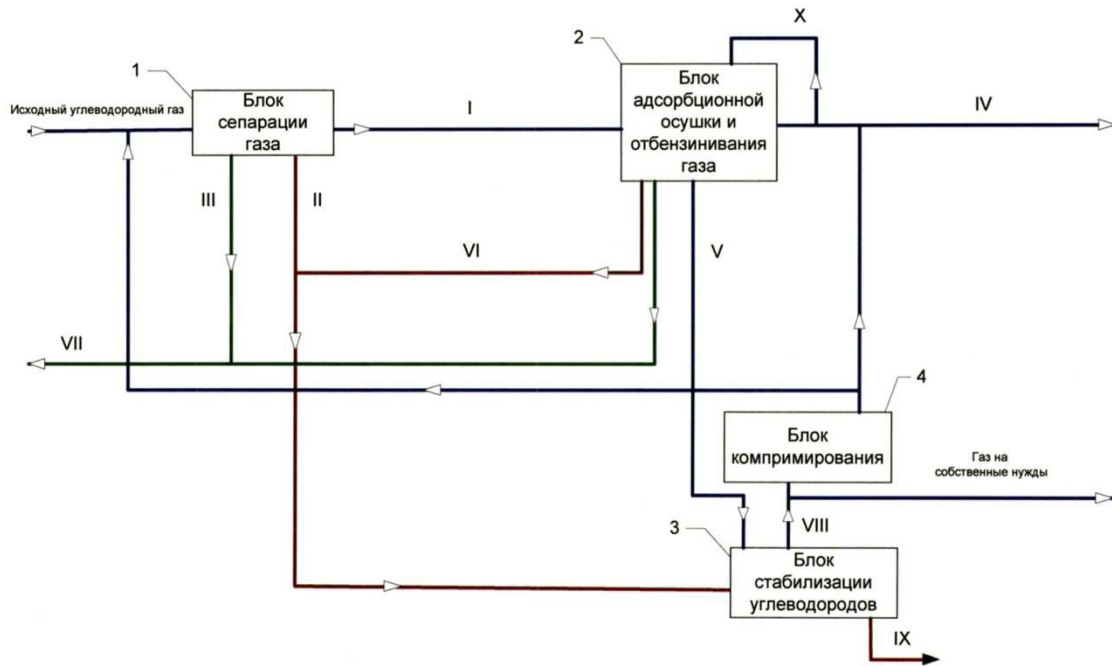 X
2
Блок
адсорбционной
осушки и
отбензинивания
газа
1
Исходный углеводородный газ
Блок
сепарации
газа
I
IV
III
II
VI
V
VII
4
Блок
компримирования
Газ на
собственные нужды
VIII
3
Блок
стабилизации
углеводородов
IX